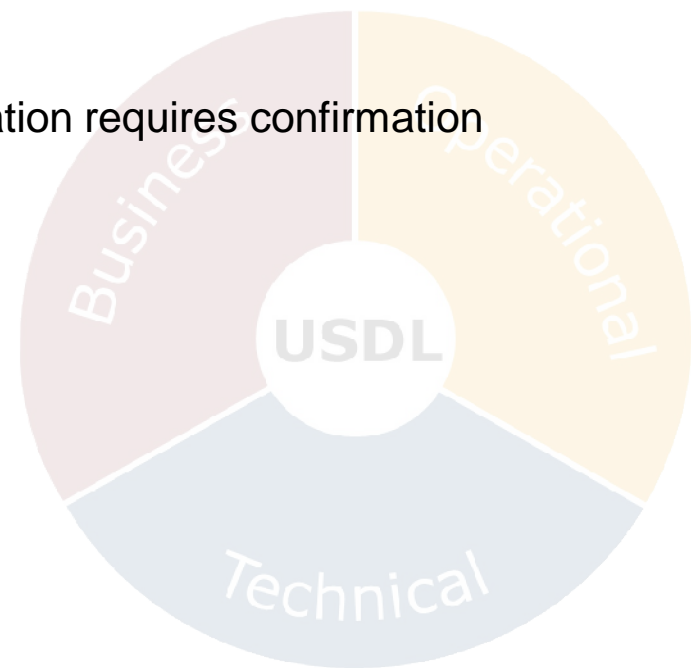 ation requires confirmation
Business
Operational
USDL
Technical